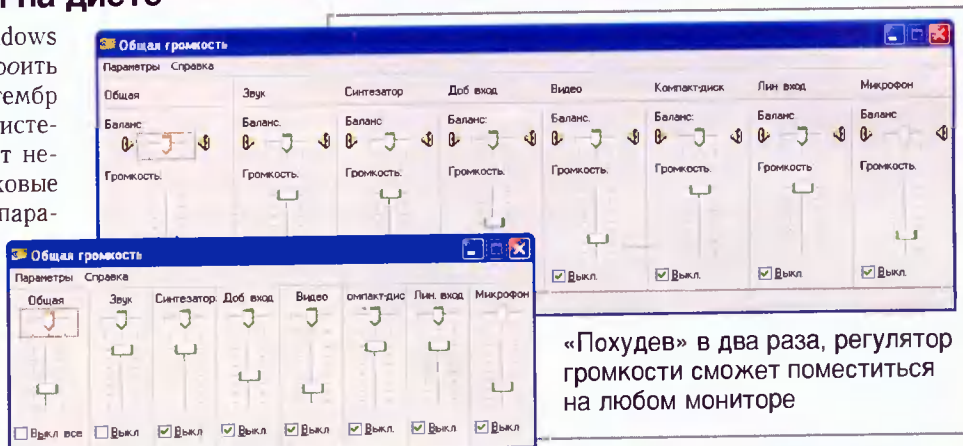 на диете
dows
роить
тембр
исте-
т не-
ковые
пара-
Общая громкость
Параметры Справка
Общая Звук Синтезатор Доб вход Видео Компакт-диск Лин вход Микрофон
Баланс Баланс. Баланс Баланс: Баланс. Баланс: Баланс Баланс
Громкость: Громкость. Громкость. Громкость. Громкость. Громкость. Громкость Громкость.
Выкл. Выкл. Выкл Выкл
Общая громкость
Параметры Справка
Общая Звук Синтезатор Доб вход Видео омпакт-дис Лин. вход Микрофон
Выкл все Выкл Выкл Выкл Выкл Выкл. Выкл. Выкл
«Похудев» в два раза, регулятор
громкости сможет поместиться
на любом мониторе